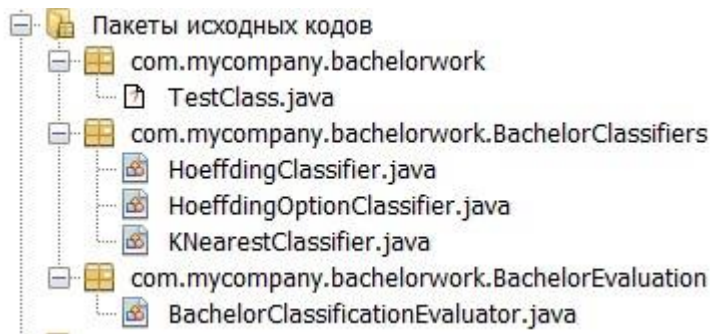 Пакеты исходных кодов
com.mycompany.bachelorwork
TestClass.java
com.mycompany.bachelorwork.BachelorClassifiers
HoeffdingClassifier.java
HoeffdingOptionClassifier.java
KNearestClassifier.java
com.mycompany.bachelorwork.BachelorEvaluation
BachelorClassificationEvaluator.java